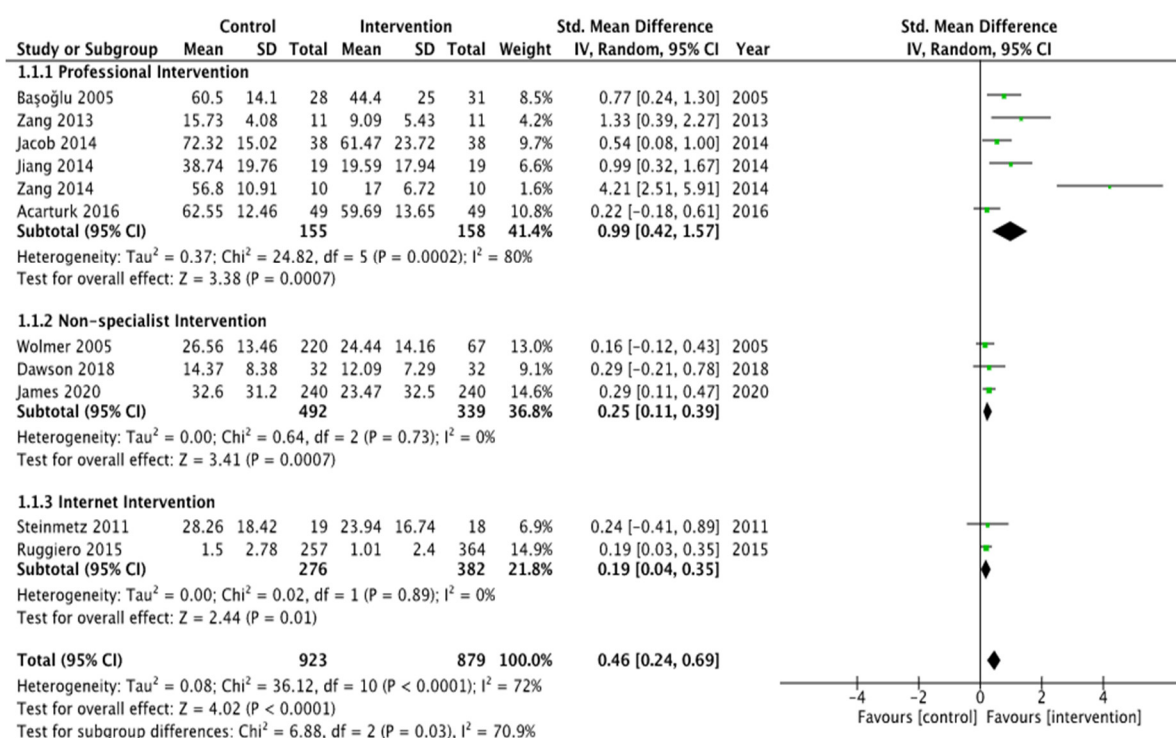 Control Intervention Std. Mean Difference Std. Mean Difference
Study or Subgroup Mean SD Total Mean SD Total Weight IV, Random, 95% CI Year IV, Random, 95% CI
1.1.1 Professional Intervention
Başoğlu 2005 60.5 14.1 28 44.4 25 31 8.5% 0.77 [0.24, 1.30] 2005
Zang 2013 15.73 4.08 11 9.09 5.43 11 4.2% 1.33 [0.39, 2.27] 2013
Jacob 2014 72.32 15.02 38 61.47 23.72 38 9.7% 0.54 [0.08, 1.00] 2014
Jiang 2014 38.74 19.76 19 19.59 17.94 19 6.6% 0.99 [0.32, 1.67] 2014
Zang 2014 56.8 10.91 10 17 6.72 10 1.6% 4.21 [2.51, 5.91] 2014
Acarturk 2016 62.55 12.46 49 59.69 13.65 49 10.8% 0.22 [-0.18, 0.61] 2016
Subtotal (95% CI) 155 158 41.4% 0.99 [0.42, 1.57]
Heterogeneity: Tau² = 0.37; Chi² = 24.82, df = 5 (P = 0.0002); I² = 80%
Test for overall effect: Z = 3.38 (P = 0.0007)
1.1.2 Non-specialist Intervention
Wolmer 2005 26.56 13.46 220 24.44 14.16 67 13.0% 0.16 [-0.12, 0.43] 2005
Dawson 2018 14.37 8.38 32 12.09 7.29 32 9.1% 0.29 [-0.21, 0.78] 2018
James 2020 32.6 31.2 240 23.47 32.5 240 14.6% 0.29 [0.11, 0.47] 2020
Subtotal (95% CI) 492 339 36.8% 0.25 [0.11, 0.39]
Heterogeneity: Tau² = 0.00; Chi² = 0.64, df = 2 (P = 0.73); I² = 0%
Test for overall effect: Z = 3.41 (P = 0.0007)
1.1.3 Internet Intervention
Steinmetz 2011 28.26 18.42 19 23.94 16.74 18 6.9% 0.24 [-0.41, 0.89] 2011
Ruggiero 2015 1.5 2.78 257 1.01 2.4 364 14.9% 0.19 [0.03, 0.35] 2015
Subtotal (95% CI) 276 382 21.8% 0.19 [0.04, 0.35]
Heterogeneity: Tau² = 0.00; Chi² = 0.02, df = 1 (P = 0.89); I² = 0%
Test for overall effect: Z = 2.44 (P = 0.01)
Total (95% CI) 923 879 100.0% 0.46 [0.24, 0.69]
Heterogeneity: Tau² = 0.08; Chi² = 36.12, df = 10 (P < 0.0001); I² = 72%
Test for overall effect: Z = 4.02 (P < 0.0001)
Test for subgroup differences: Chi² = 6.88, df = 2 (P = 0.03), I² = 70.9%
-4 -2 0 2 4
Favours [control] Favours [intervention]